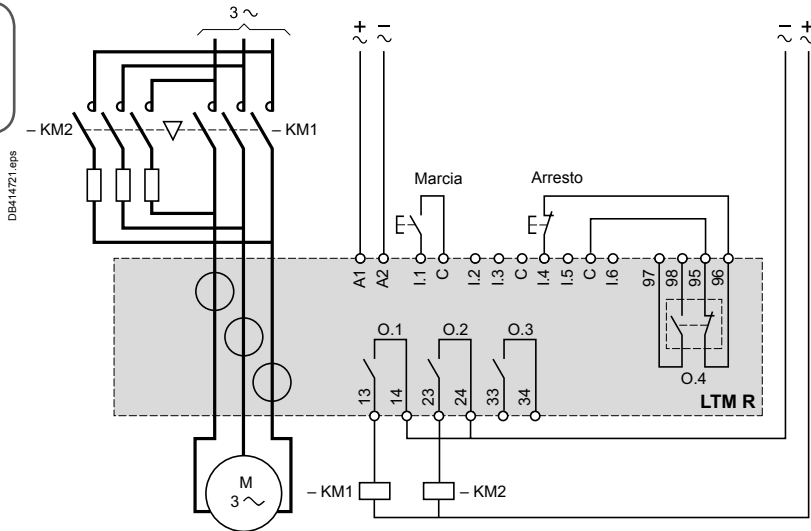 3 ~
+ ~
– ~
– ~
+ ~
– KM2
– KM1
DB414721.eps
Marcia
Arresto
A1
A2
I.1
C
I.2
I.3
C
I.4
I.5
C
I.6
97
98
95
96
O.1
O.2
O.3
O.4
13
14
23
24
33
34
LTM R
M
3 ~
– KM1
– KM2